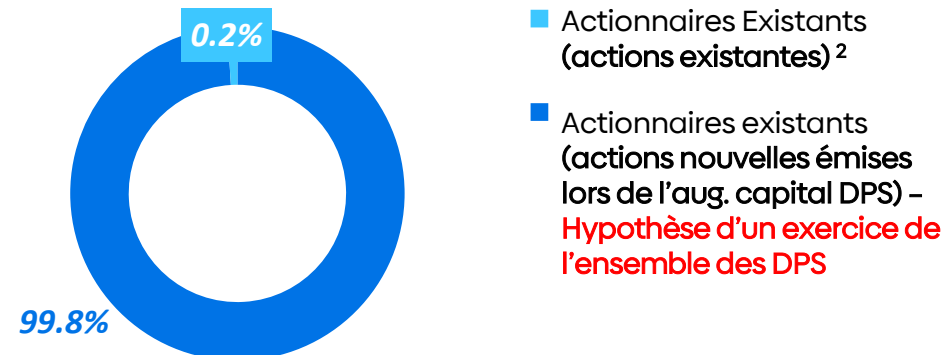 0.2%
99.8%
Actionnaires Existants
(actions existantes) 2
Actionnaires existants
(actions nouvelles émises
lors de l'aug. capital DPS) –
Hypothèse d'un exercice de
l'ensemble des DPS